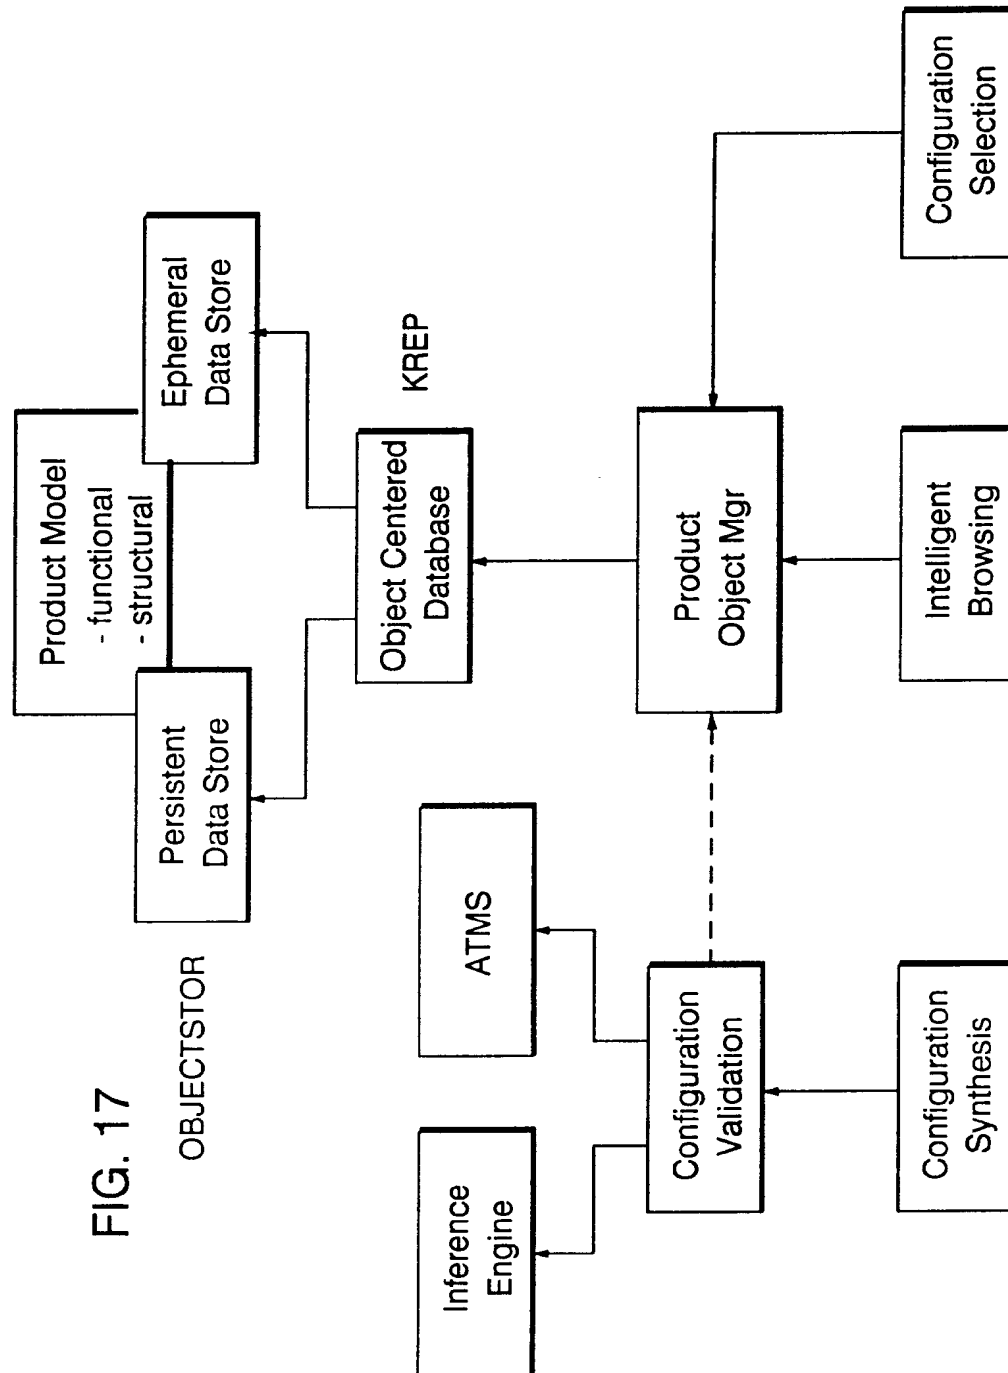 FIG. 17
OBJECTSTOR
Product Model
- functional
- structural
Persistent
Data Store
Ephemeral
Data Store
Object Centered
Database
KREP
Inference
Engine
ATMS
Configuration
Validation
Product
Object Mgr
Configuration
Synthesis
Intelligent
Browsing
Configuration
Selection